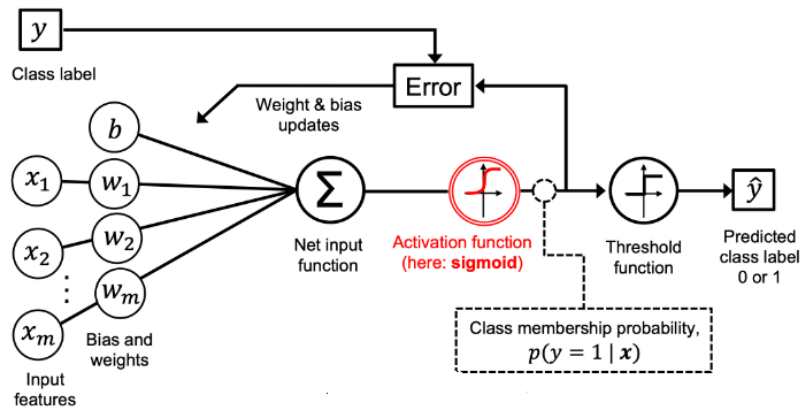 y
Class label
Error
Weight & bias
updates
b
x₁
w₁
x₂
w₂
⋮
wₘ
xₘ
Bias and
weights
Input
features
Σ
Net input
function
Activation function
(here: sigmoid)
Threshold
function
ŷ
Predicted
class label
0 or 1
Class membership probability,
p(y = 1 | x)